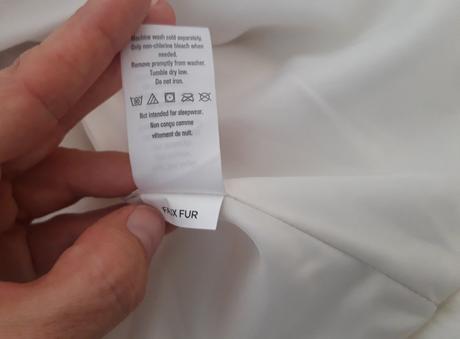 Machine wash cold separately.
Only non-chlorine bleach when
needed.
Remove promptly from washer.
Tumble dry low.
Do not iron.
Not intended for sleepwear.
Non conçu comme
vêtement de nuit.
FAUX FUR